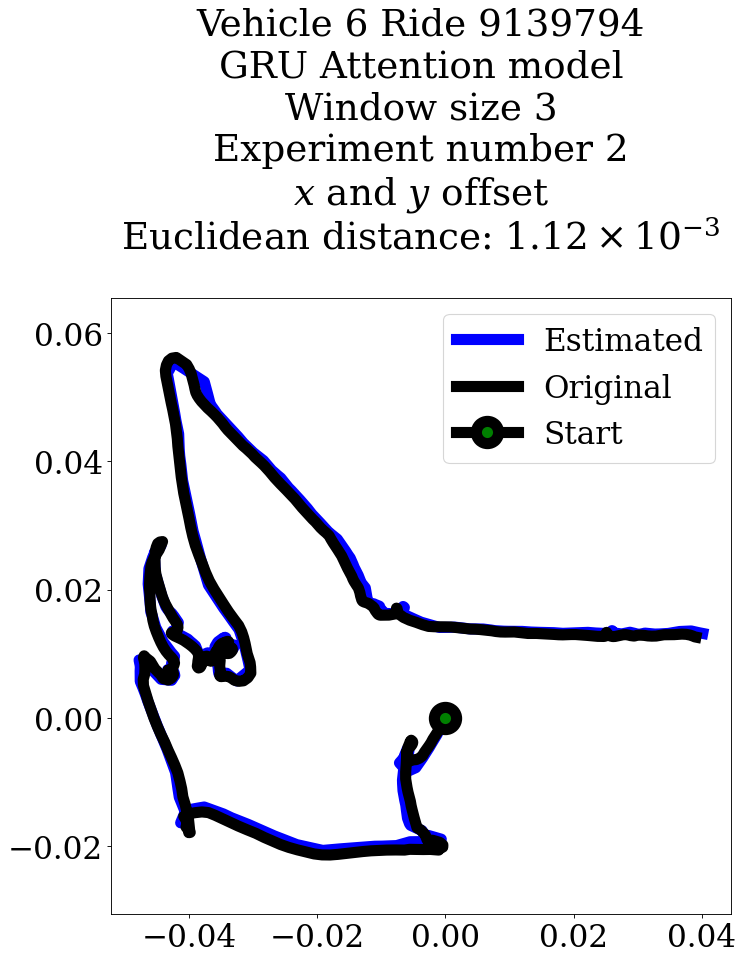 Vehicle 6 Ride 9139794
GRU Attention model
Window size 3
Experiment number 2
x and y offset
Euclidean distance: 1.12 × 10⁻³
Estimated
Original
Start
0.06
0.04
0.02
0.00
−0.02
−0.04
−0.02
0.00
0.02
0.04